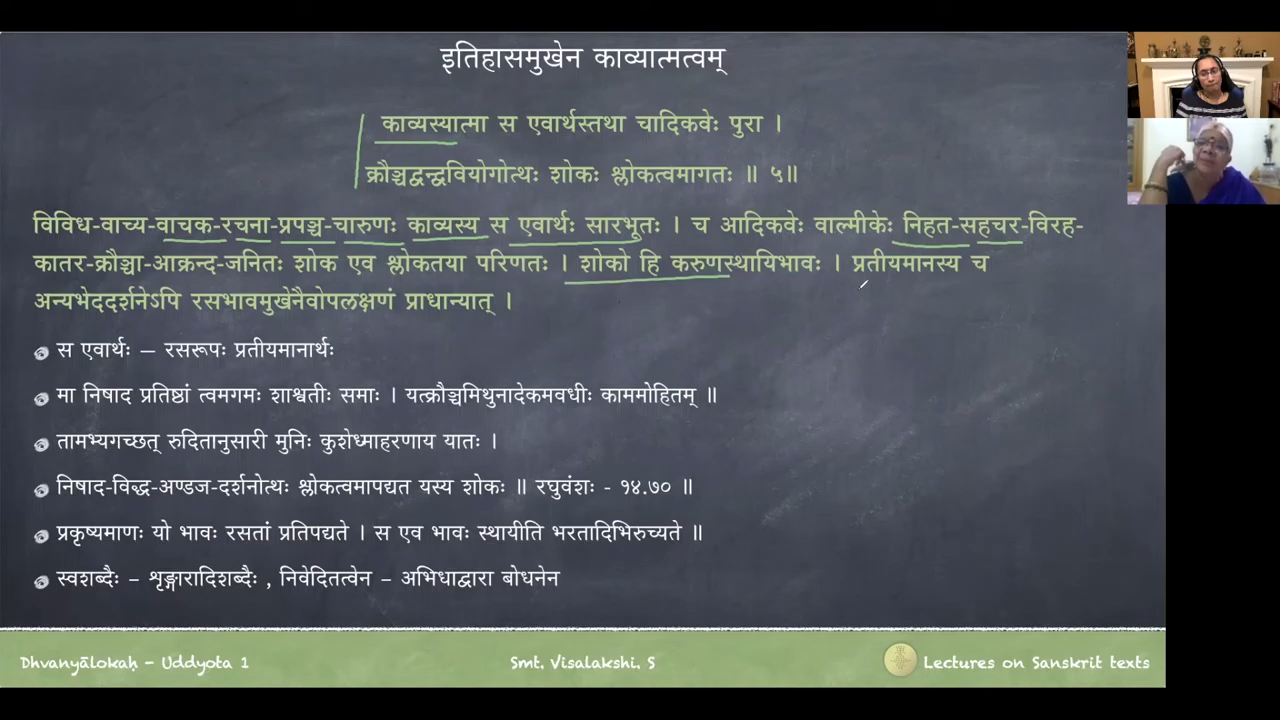 इतिहासमुखेन काव्यात्मत्वम्
काव्यस्यात्मा स एवार्थस्तथा चादिकवेः पुरा ।
क्रौञ्चद्वन्द्ववियोगोत्थः शोकः श्लोकत्वमागतः ॥ ५॥
विविध-वाच्य-वाचक-रचना-प्रपञ्च-चारुणः काव्यस्य स एवार्थः सारभूतः । च आदिकवेः वाल्मीकेः निहत-सहचर-विरह-
कातर-क्रौञ्चा-आक्रन्द-जनितः शोक एव श्लोकतया परिणतः । शोको हि करुणस्थायिभावः । प्रतीयमानस्य च
अन्यभेददर्शनेऽपि रसभावमुखेनैवोपलक्षणं प्राधान्यात् ।
स एवार्थः – रसरूपः प्रतीयमानार्थः
मा निषाद प्रतिष्ठां त्वमगमः शाश्वतीः समाः । यत्क्रौञ्चमिथुनादेकमवधीः काममोहितम् ॥
तामभ्यगच्छत् रुदितानुसारी मुनिः कुशेध्माहरणाय यातः ।
निषाद-विद्ध-अण्डज-दर्शनोत्थः श्लोकत्वमापद्यत यस्य शोकः ॥ रघुवंशः - १४.७० ॥
प्रकृष्यमाणः यो भावः रसतां प्रतिपद्यते । स एव भावः स्थायीति भरतादिभिरुच्यते ॥
स्वशब्दैः – शृङ्गारादिशब्दैः , निवेदितत्वेन – अभिधाद्वारा बोधनेन
Dhvanyālokaḥ – Uddyota 1
Smt. Visalakshi. S
Lectures on Sanskrit texts